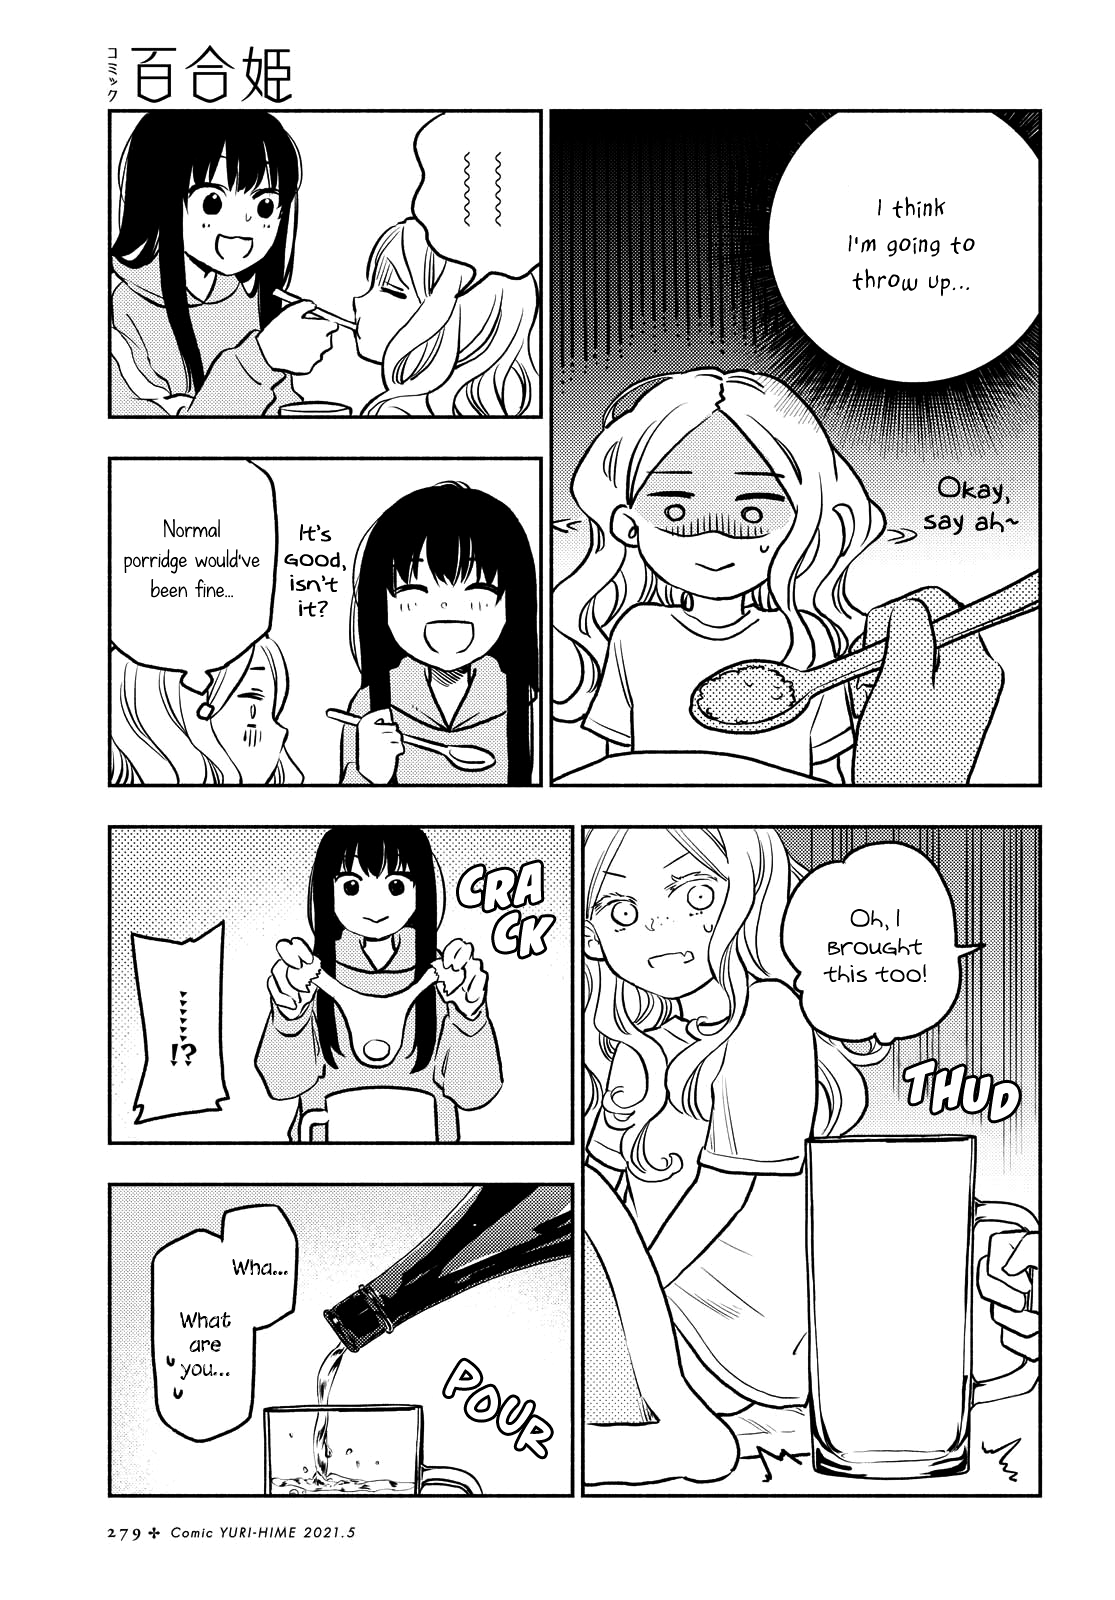 コミック
百合姫
I think
I'm going to
throw up...
Okay,
say ah~
It's
GOOD,
isn't
it?
Normal
porridge would've
been fine...
Oh, I
BROUGHT
this too!
THUD
CRA
CK
......!?
POUR
Wha...
What
are
you...
279 ✢ Comic YURI-HIME 2021.5